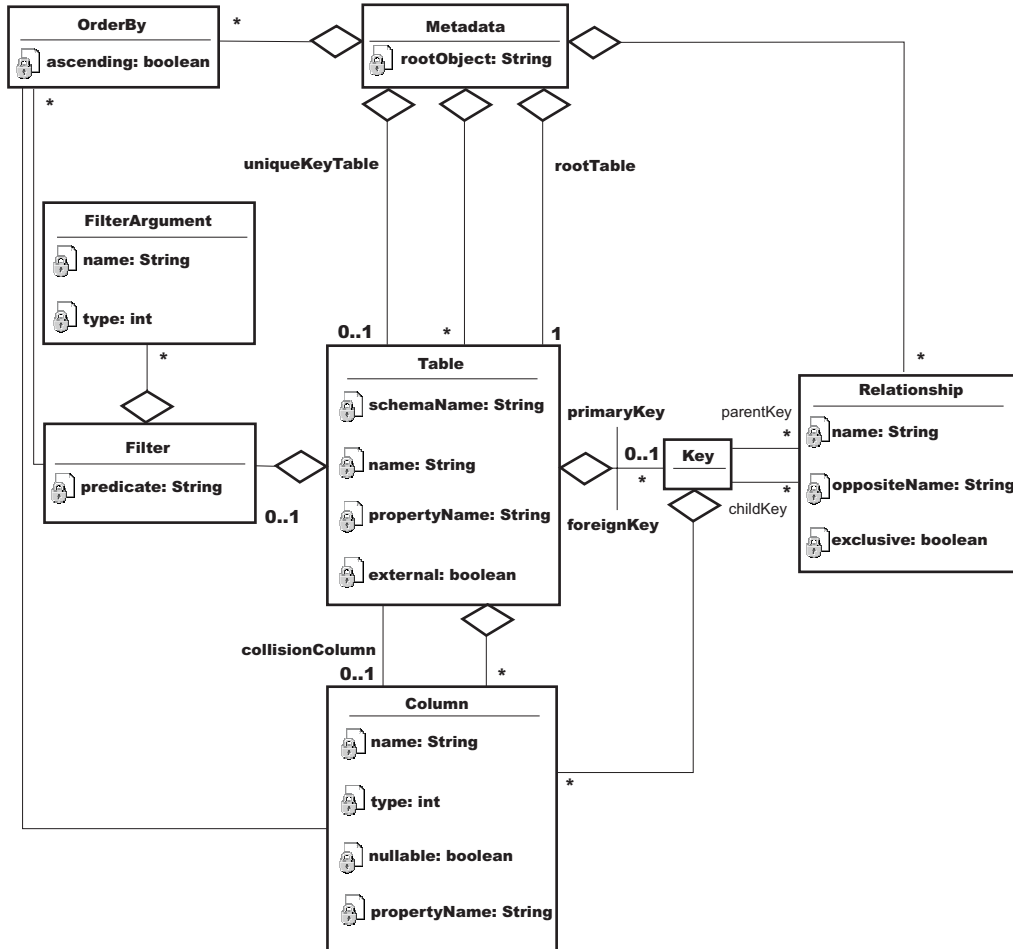 OrderBy
*
Metadata
ascending: boolean
rootObject: String
*
uniqueKeyTable
rootTable
FilterArgument
name: String
type: int
0..1
*
1
*
*
Table
Relationship
schemaName: String
primaryKey
parentKey
*
name: String
Filter
name: String
0..1
Key
predicate: String
*
*
oppositeName: String
0..1
propertyName: String
foreignKey
childKey
exclusive: boolean
external: boolean
collisionColumn
0..1
*
Column
name: String
*
type: int
nullable: boolean
propertyName: String